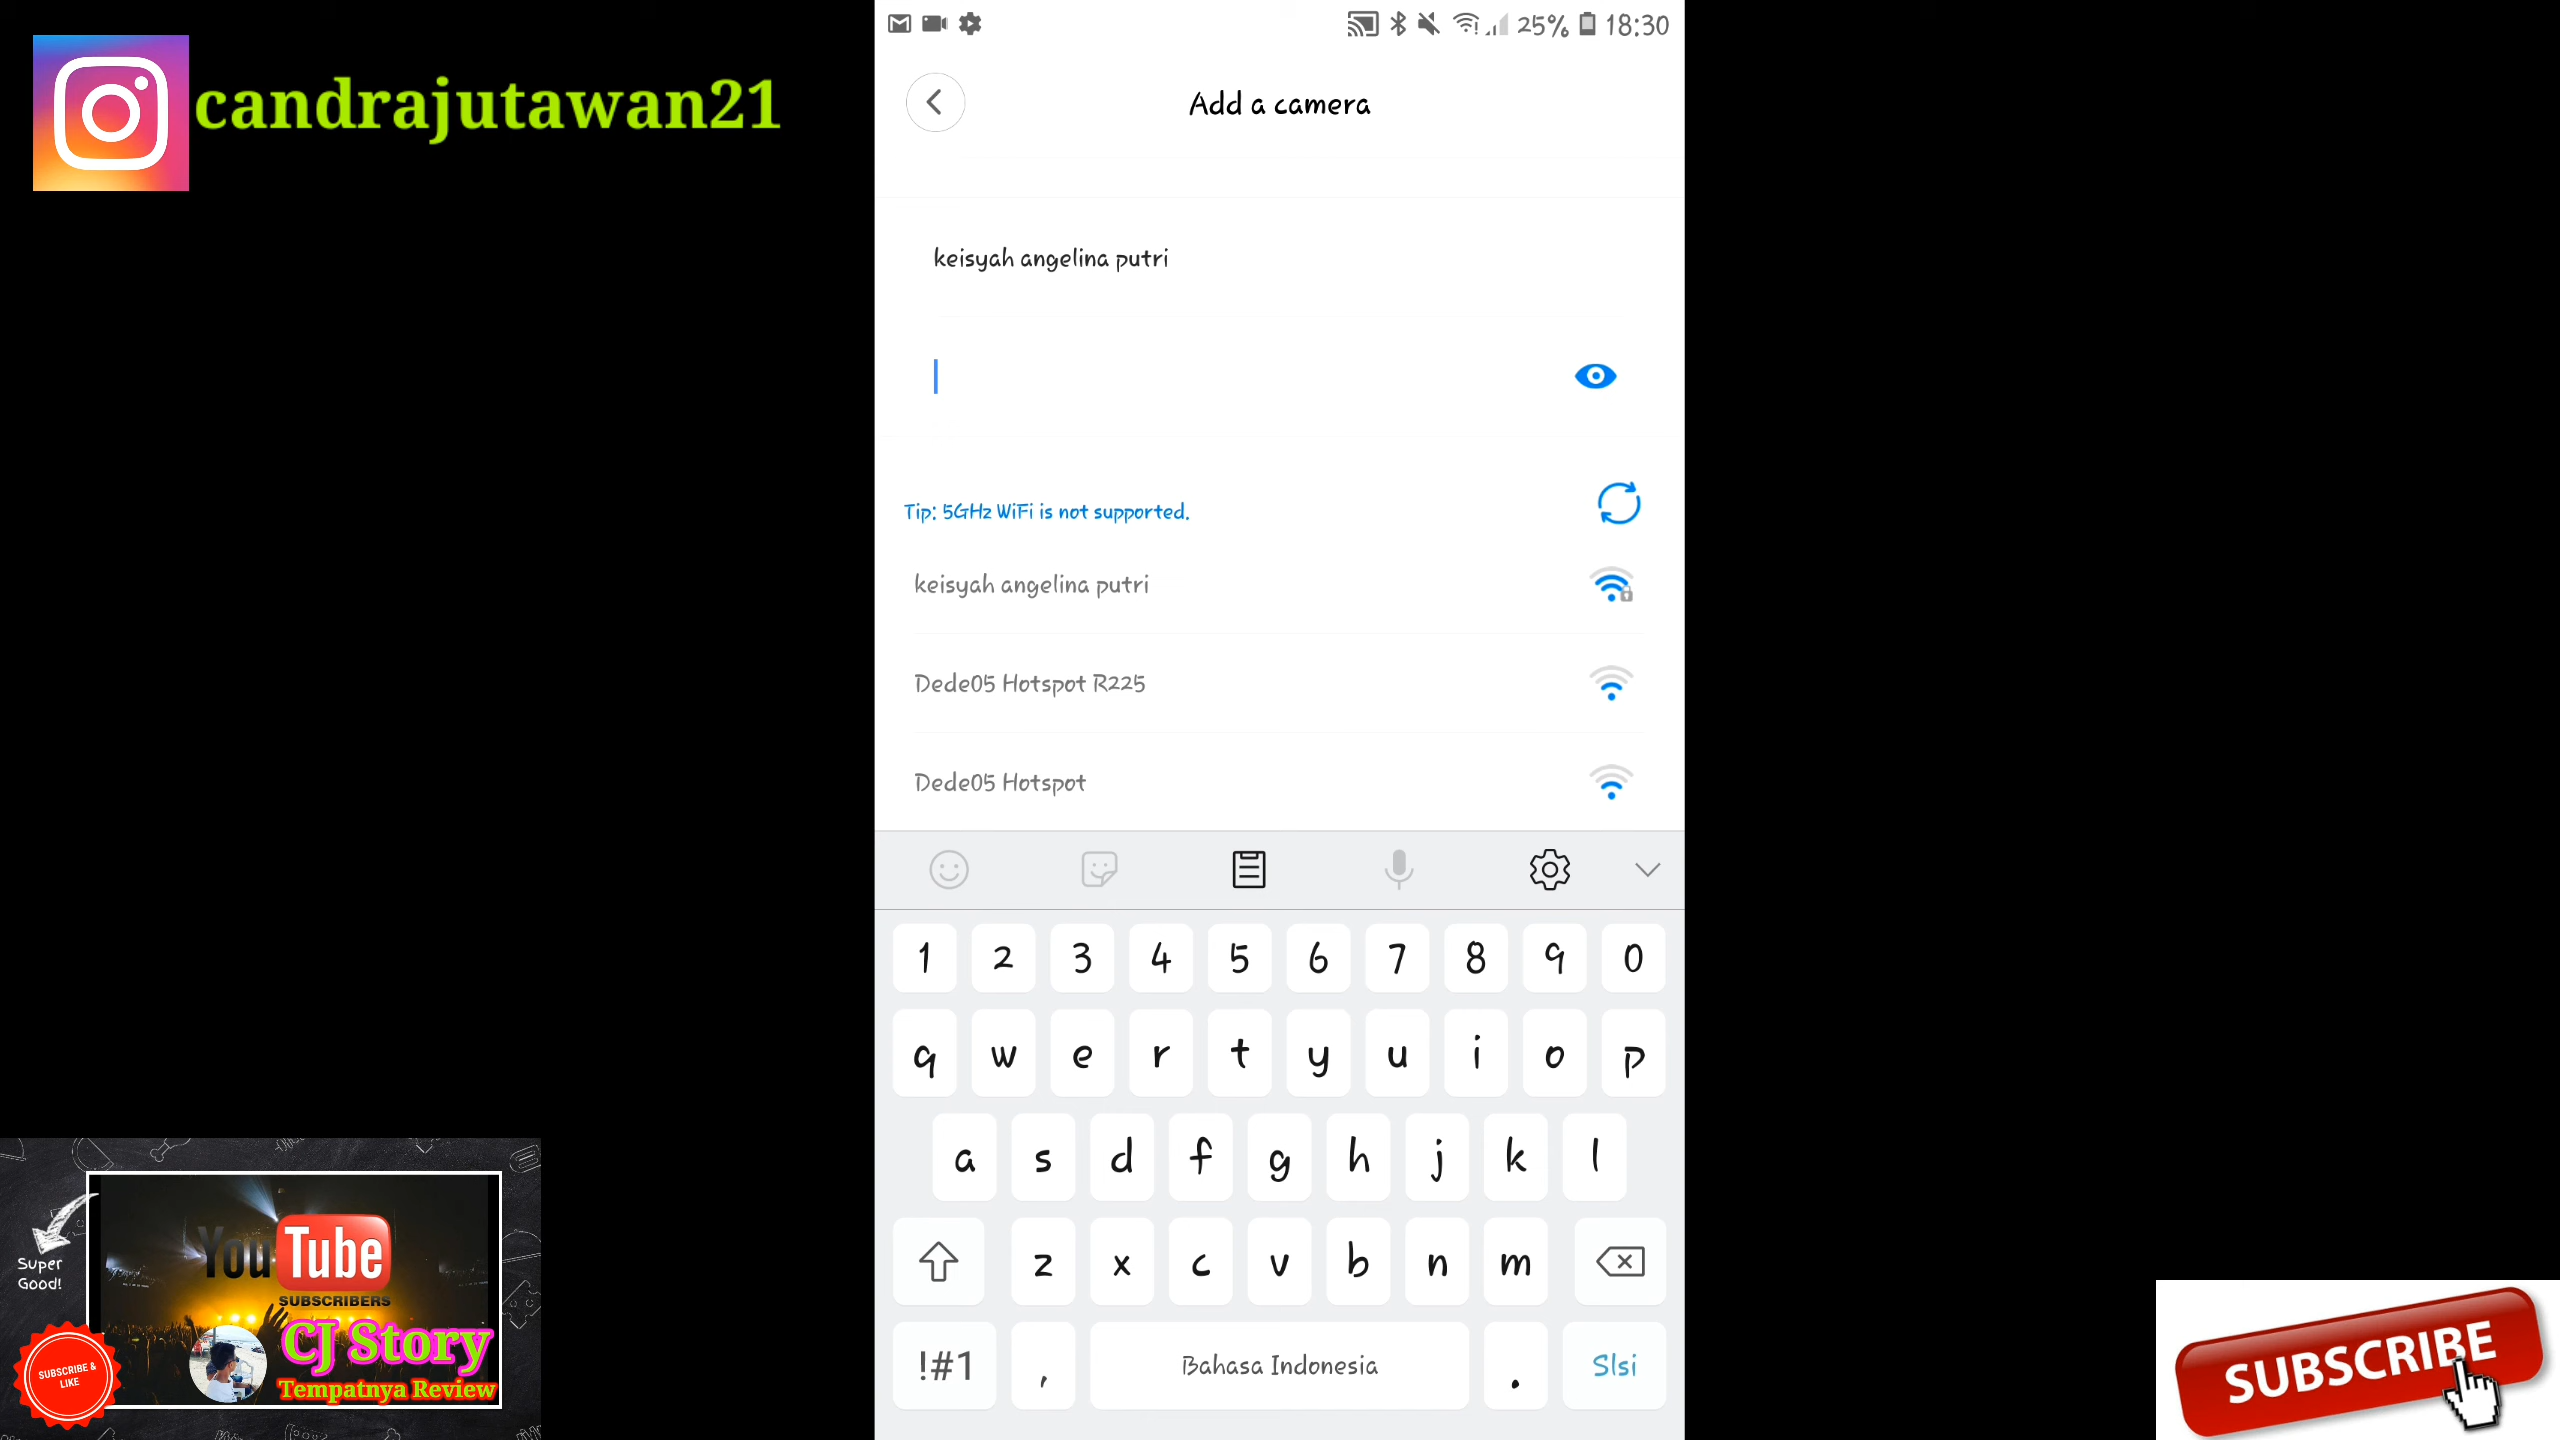 candrajutawan21
25% 18:30
Add a camera
keisyah angelina putri
Tip: 5GHz WiFi is not supported.
keisyah angelina putri
Dede05 Hotspot R225
Dede05 Hotspot
1 2 3 4 5 6 7 8 9 0
q w e r t y u i o p
a s d f g h j k l
z x c v b n m
!#1 , Bahasa Indonesia . Slsi
Super
Good!
YouTube
SUBSCRIBERS
CJ Story
Tempatnya Review
SUBSCRIBE &
LIKE
SUBSCRIBE